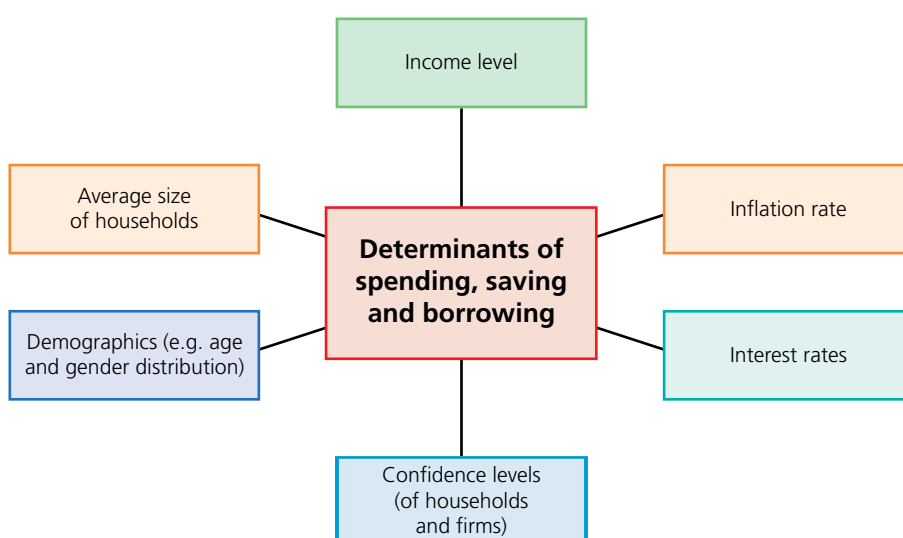 Income level
Average size
of households
Inflation rate
Determinants of
spending, saving
and borrowing
Demographics (e.g. age
and gender distribution)
Interest rates
Confidence levels
(of households
and firms)